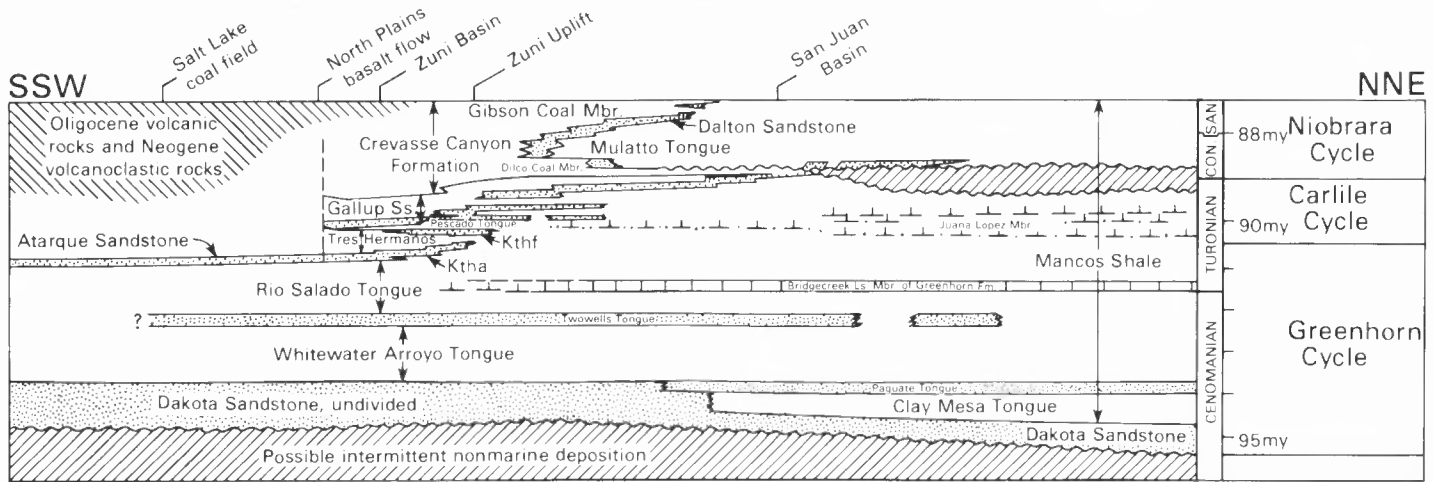 Salt Lake
coal field
North Plains
basalt flow
Zuni Basin
Zuni Uplift
San Juan
Basin
SSW
NNE
Oligocene volcanic
rocks and Neogene
volcanoclastic rocks
Gibson Coal Mbr.
Dalton Sandstone
Crevasse Canyon
Formation
Mulatto Tongue
Dilco Coal Mbr.
Gallup Ss
Pescado Tongue
Juana Lopez Mbr.
Atarque Sandstone
Tres Hermanos
Kthf
Ktha
Mancos Shale
Rio Salado Tongue
Bridgecreek Ls. Mbr. of Greenhorn Fm.
?
Twowells Tongue
Whitewater Arroyo Tongue
Paguate Tongue
Dakota Sandstone, undivided
Clay Mesa Tongue
Dakota Sandstone
Possible intermittent nonmarine deposition
SAN
CON
TURONIAN
CENOMANIAN
88my
90my
95my
Niobrara
Cycle
Carlile
Cycle
Greenhorn
Cycle